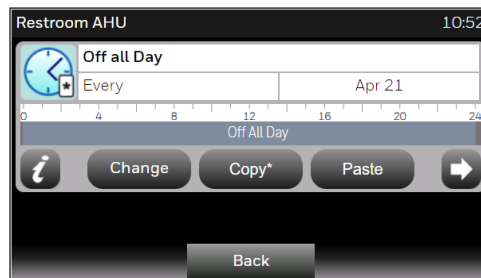 Restroom AHU 10:52
Off all Day
Every Apr 21
0 4 8 12 16 20 24
Off All Day
i Change Copy* Paste
Back